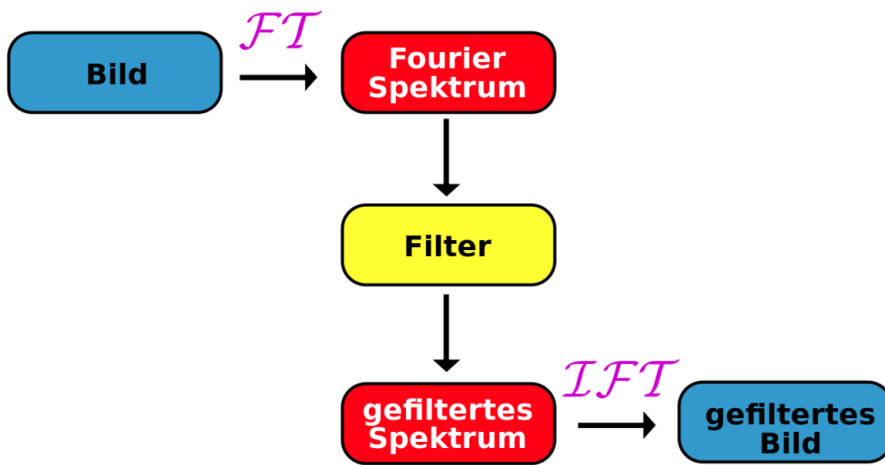 Bild
FT
Fourier
Spektrum
Filter
gefiltertes
Spektrum
IFT
gefiltertes
Bild